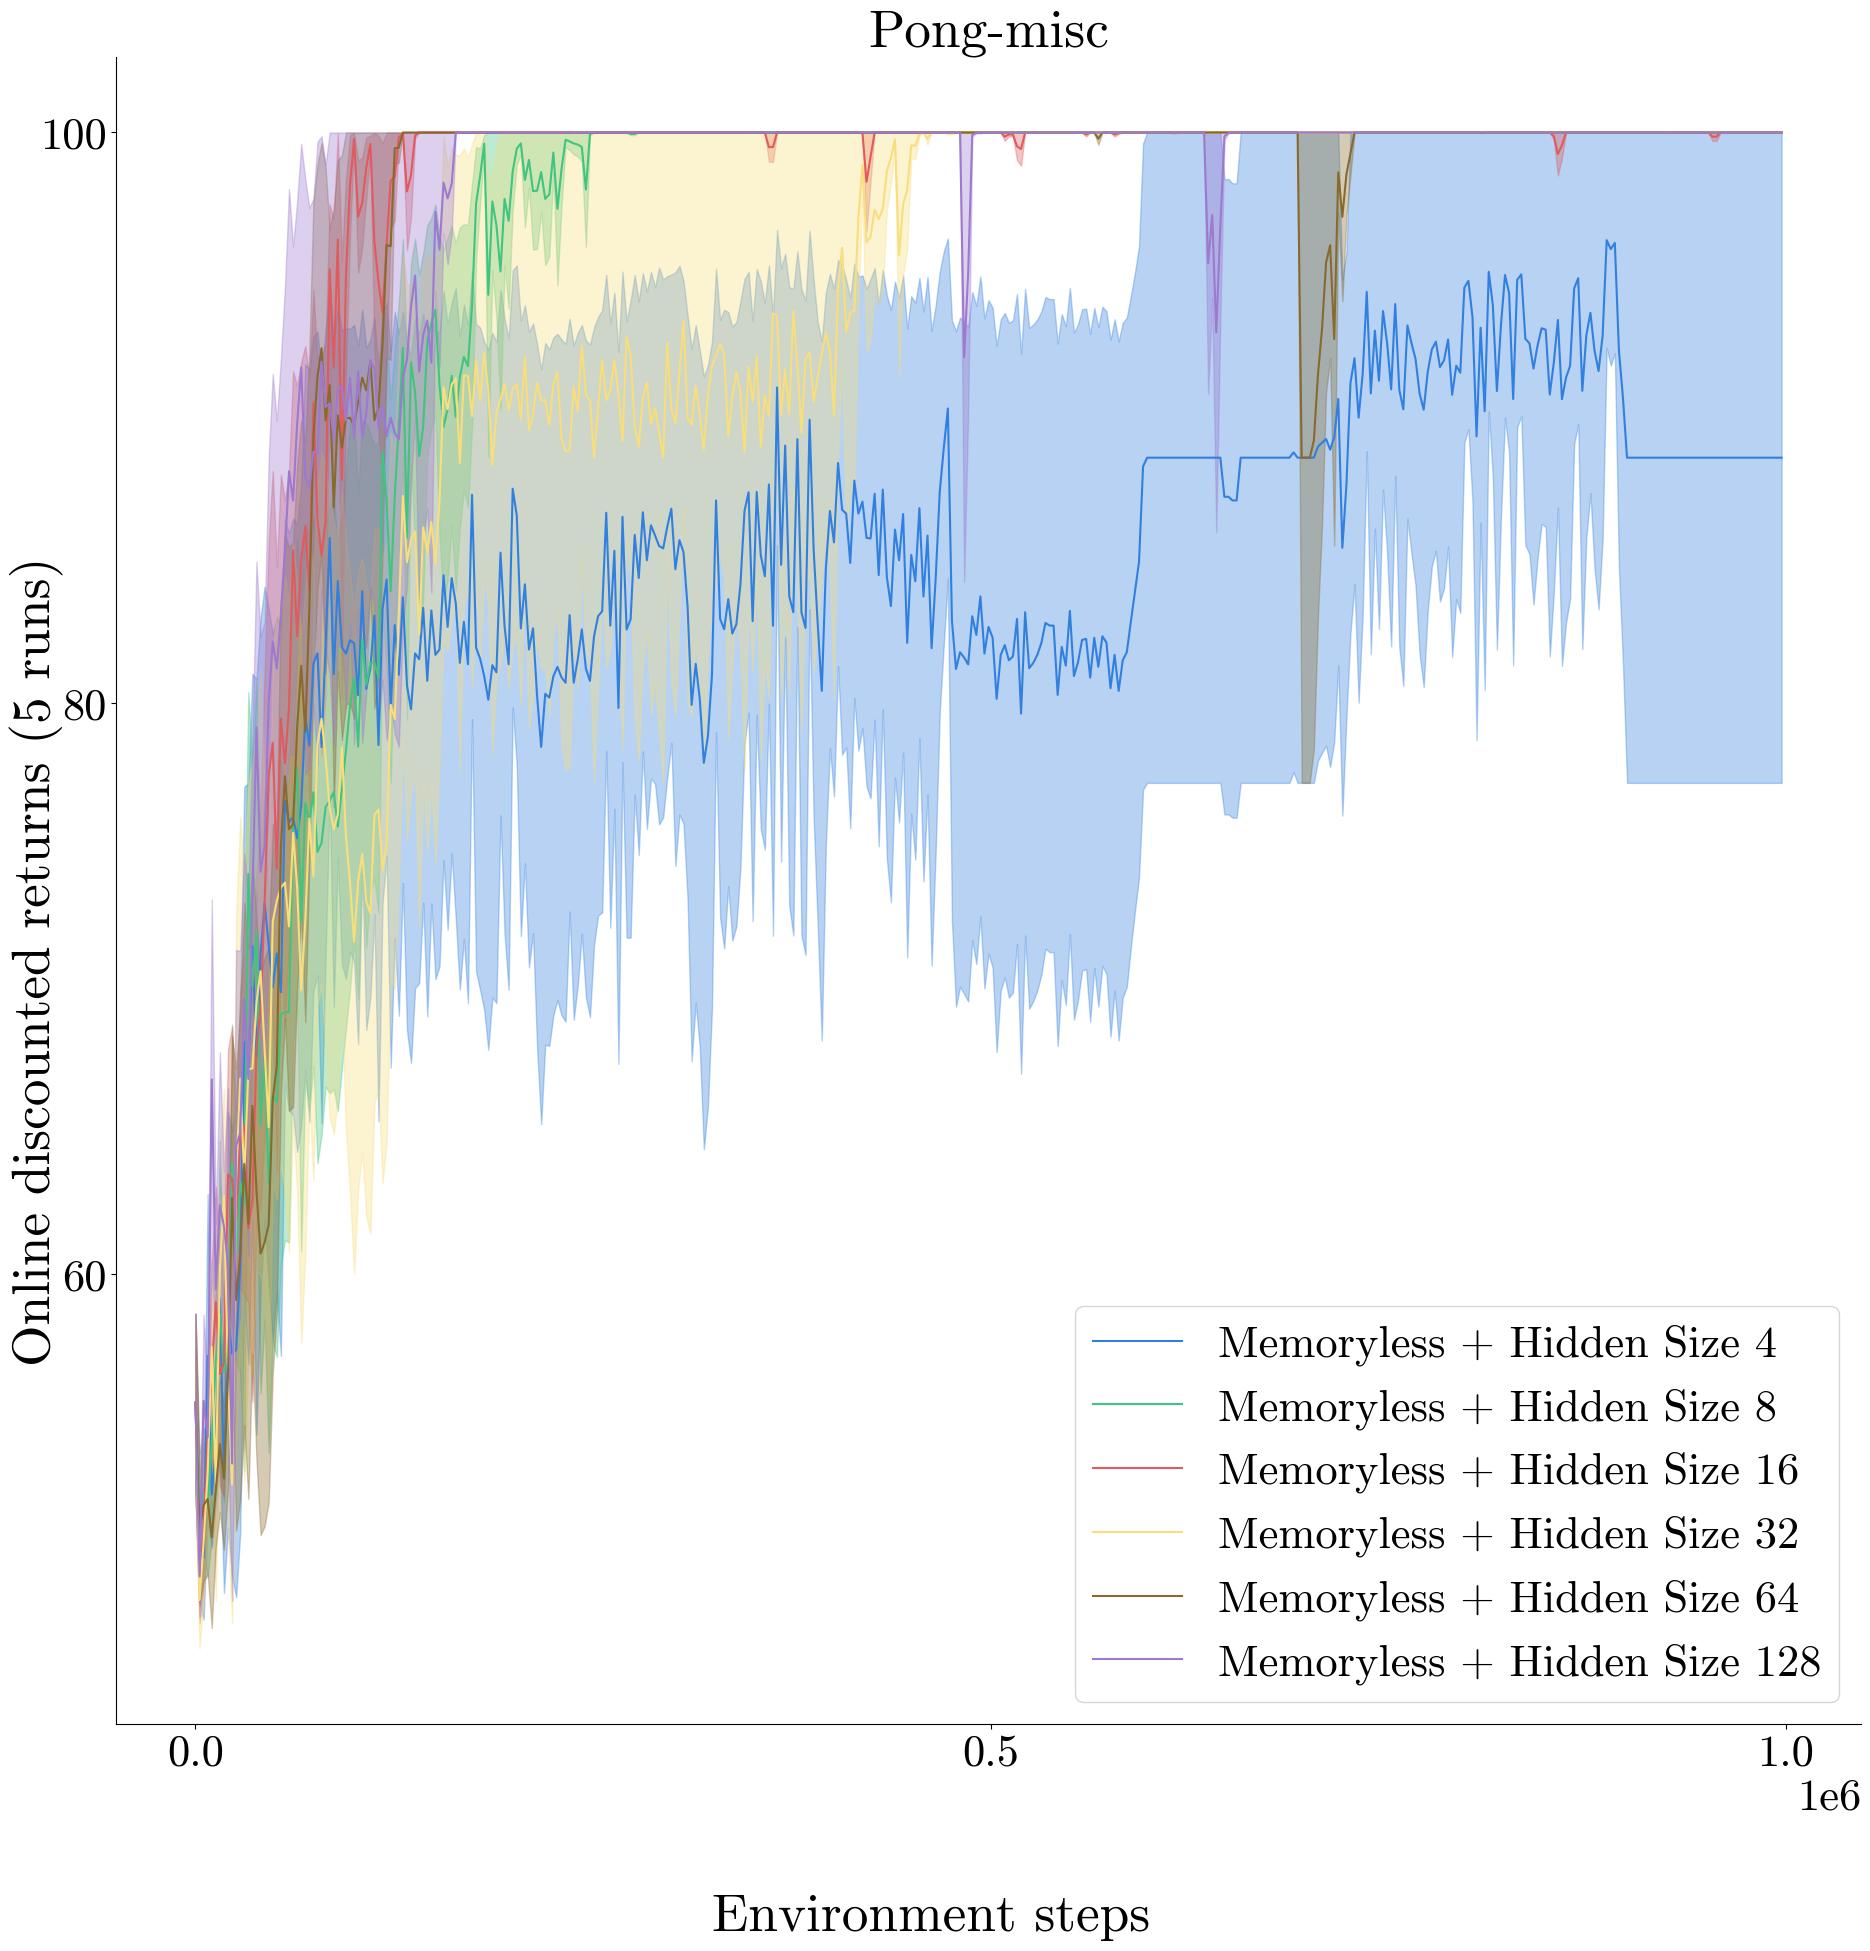 Pong-misc
Online discounted returns (5 runs)
100
80
60
Memoryless + Hidden Size 4
Memoryless + Hidden Size 8
Memoryless + Hidden Size 16
Memoryless + Hidden Size 32
Memoryless + Hidden Size 64
Memoryless + Hidden Size 128
0.0 0.5 1.0
1e6
Environment steps